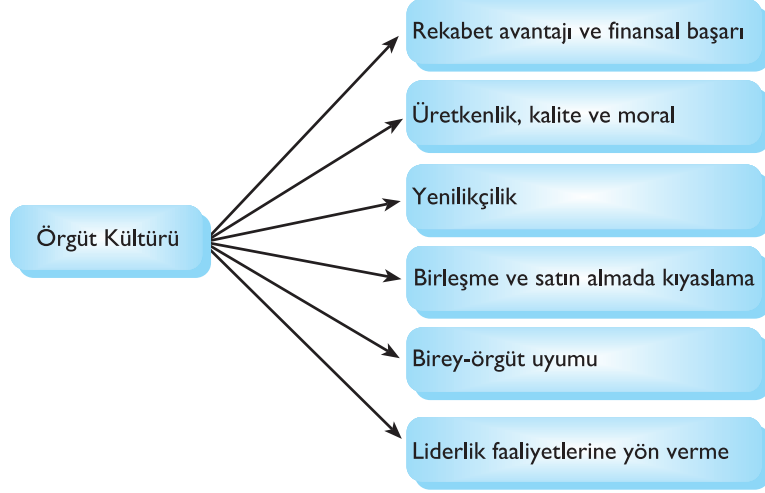 Örgüt Kültürü
Rekabet avantajı ve finansal başarı
Üretkenlik, kalite ve moral
Yenilikçilik
Birleşme ve satın almada kıyaslama
Birey-örgüt uyumu
Liderlik faaliyetlerine yön verme